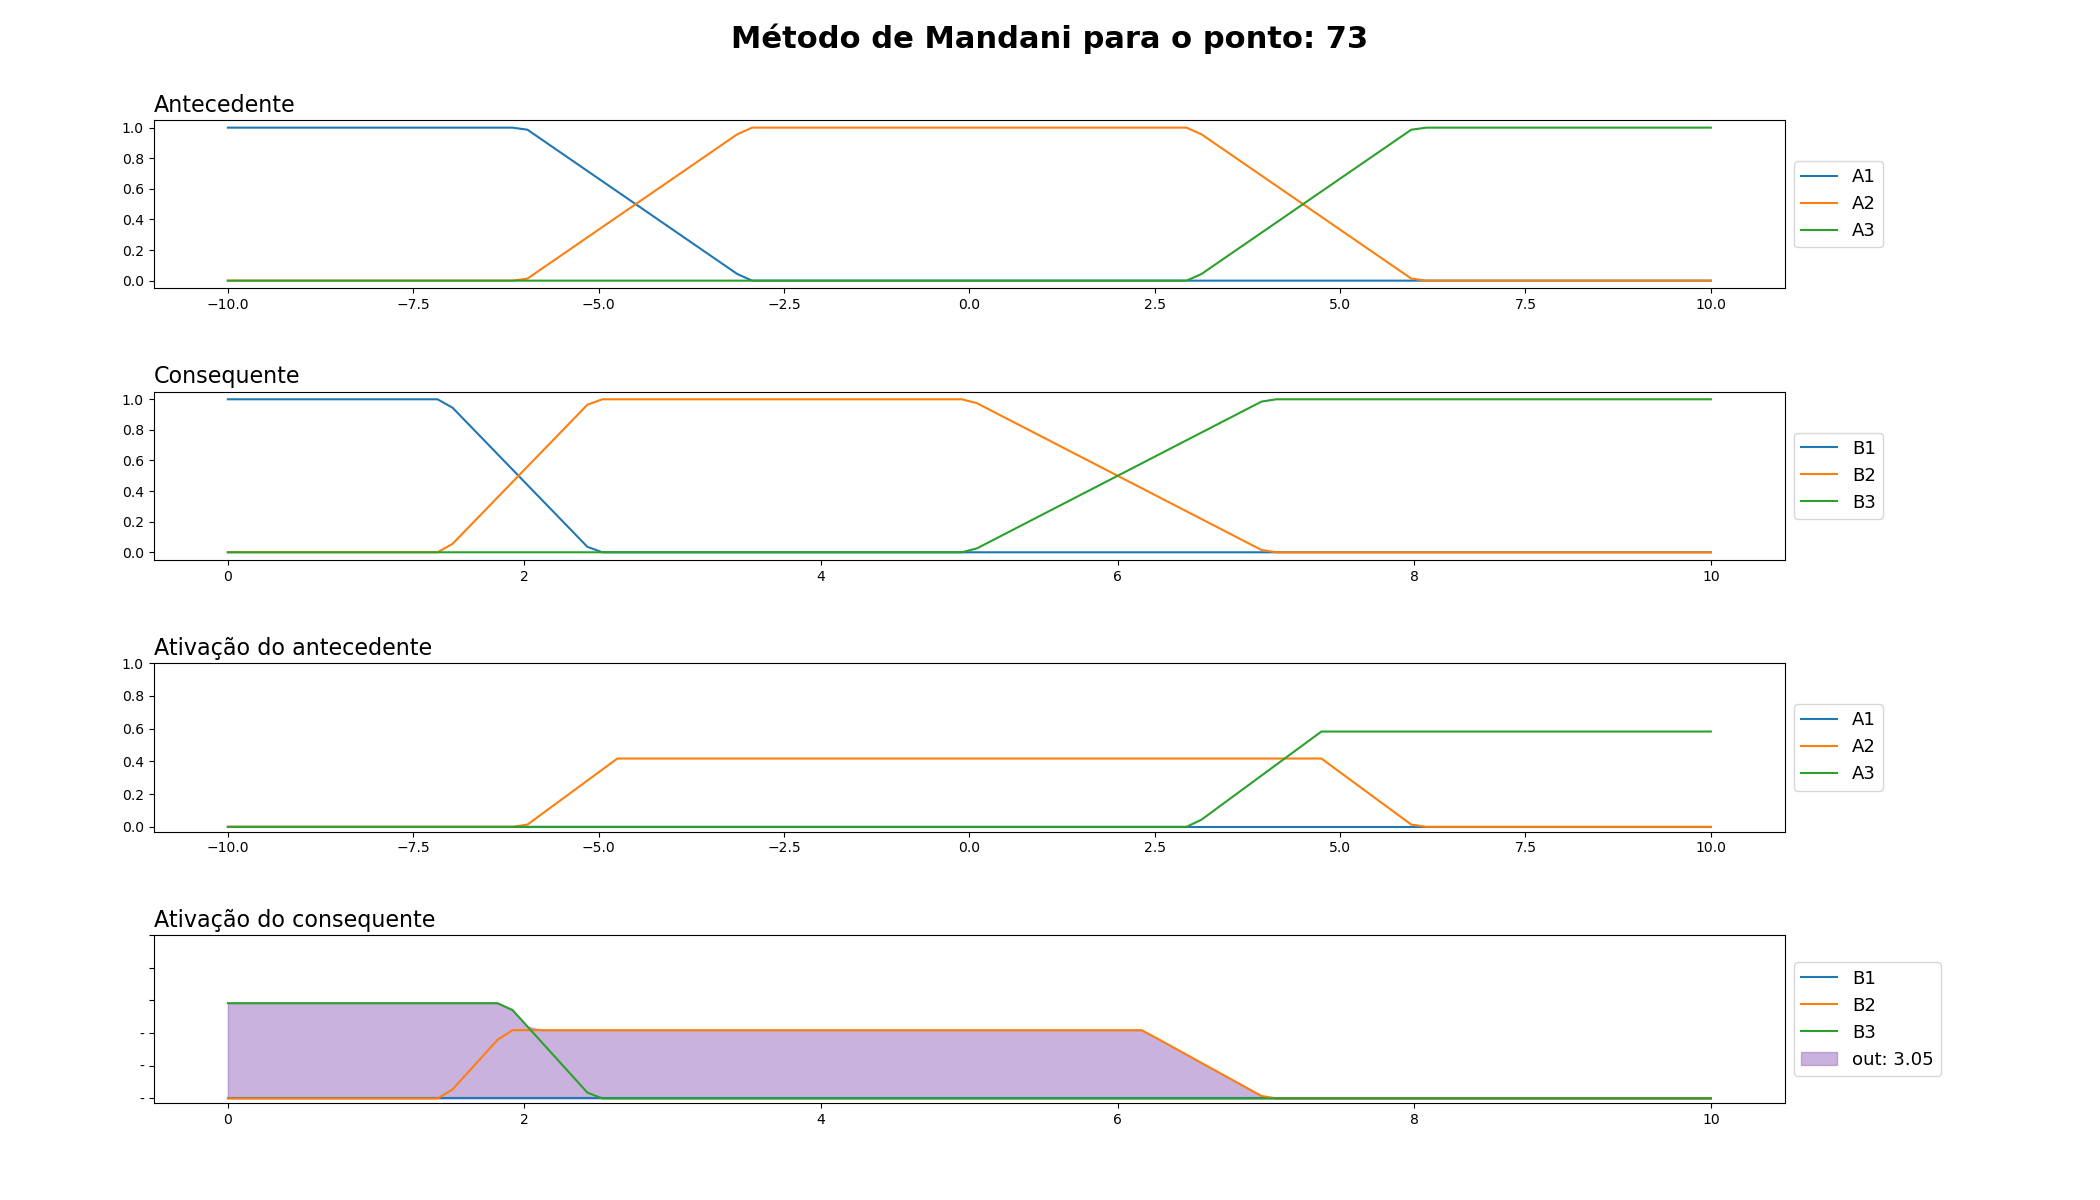 Método de Mandani para o ponto: 73
Antecedente
1.0
0.8
0.6
0.4
0.2
0.0
−10.0 −7.5 −5.0 −2.5 0.0 2.5 5.0 7.5 10.0
A1
A2
A3
Consequente
1.0
0.8
0.6
0.4
0.2
0.0
0 2 4 6 8 10
B1
B2
B3
Ativação do antecedente
1.0
0.8
0.6
0.4
0.2
0.0
−10.0 −7.5 −5.0 −2.5 0.0 2.5 5.0 7.5 10.0
A1
A2
A3
Ativação do consequente
-
-
-
0 2 4 6 8 10
B1
B2
B3
out: 3.05